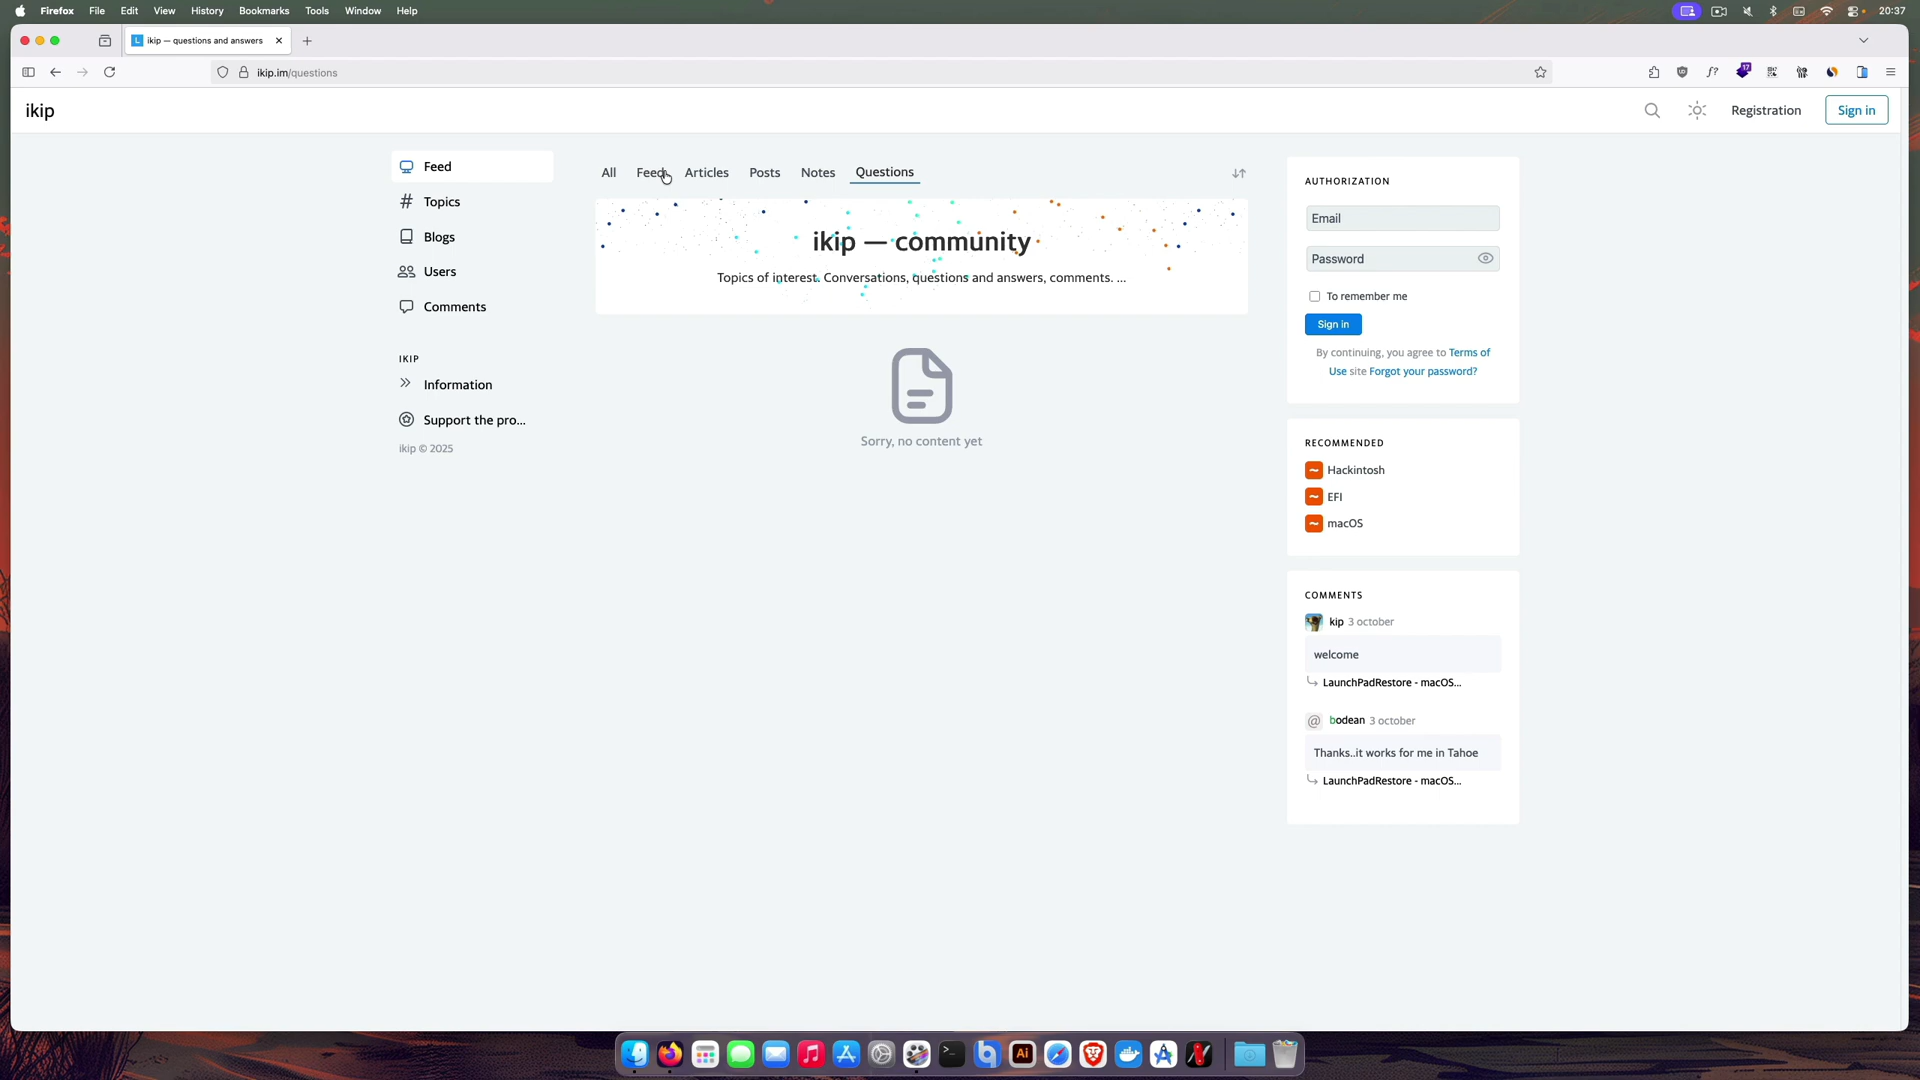 Firefox File Edit View History Bookmarks Tools Window Help 20:37
ikip — questions and answers
ikip.im/questions
17
ikip Registration Sign in
Feed
Topics
Blogs
Users
Comments
IKIP
Information
Support the pro...
ikip © 2025
All Feed Articles Posts Notes Questions
ikip — community
Topics of interest. Conversations, questions and answers, comments. ...
Sorry, no content yet
AUTHORIZATION
Email
Password
To remember me
Sign in
By continuing, you agree to Terms of
Use site Forgot your password?
RECOMMENDED
Hackintosh
EFI
macOS
COMMENTS
kip 3 october
welcome
LaunchPadRestore - macOS...
@ bodean 3 october
Thanks..it works for me in Tahoe
LaunchPadRestore - macOS...
Ai